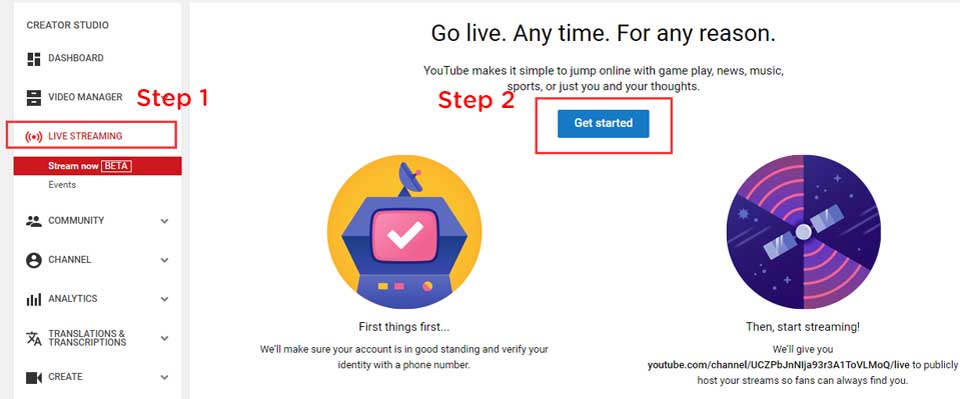 CREATOR STUDIO
DASHBOARD
VIDEO MANAGER
LIVE STREAMING
Stream now BETA
Events
COMMUNITY
CHANNEL
ANALYTICS
TRANSLATIONS &
TRANSCRIPTIONS
CREATE
Step 1
Go live. Any time. For any reason.
YouTube makes it simple to jump online with game play, news, music,
sports, or just you and your thoughts.
Step 2
Get started
First things first...
We'll make sure your account is in good standing and verify your
identity with a phone number.
Then, start streaming!
We'll give you
youtube.com/channel/UCZPbJnNIja93r3A1ToVLMoQ/live to publicly
host your streams so fans can always find you.